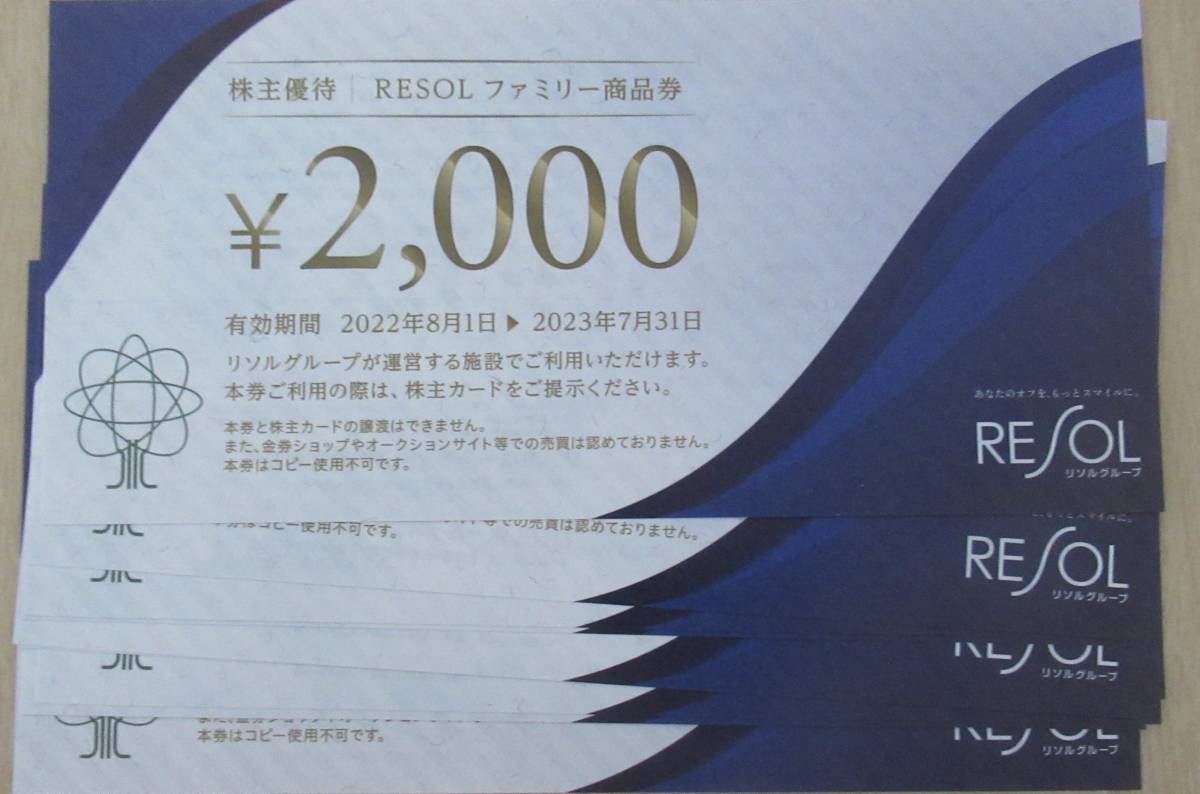 株主優待 | RESOL ファミリー商品券
¥2,000
有効期間 2022年8月1日 ▶ 2023年7月31日
リソルグループが運営する施設でご利用いただけます。
本券ご利用の際は、株主カードをご提示ください。
本券と株主カードの譲渡はできません。
また、金券ショップやオークションサイト等での売買は認めておりません。
本券はコピー使用不可です。
あなたのオフを、もっとスマイルに。
RESOL
リソルグループ
サイト等での売買は認めておりません。
本券はコピー使用不可です。
RESOL
リソルグループ
RESOL
リソルグループ
本券はコピー使用不可です。
RESOL
リソルグループ